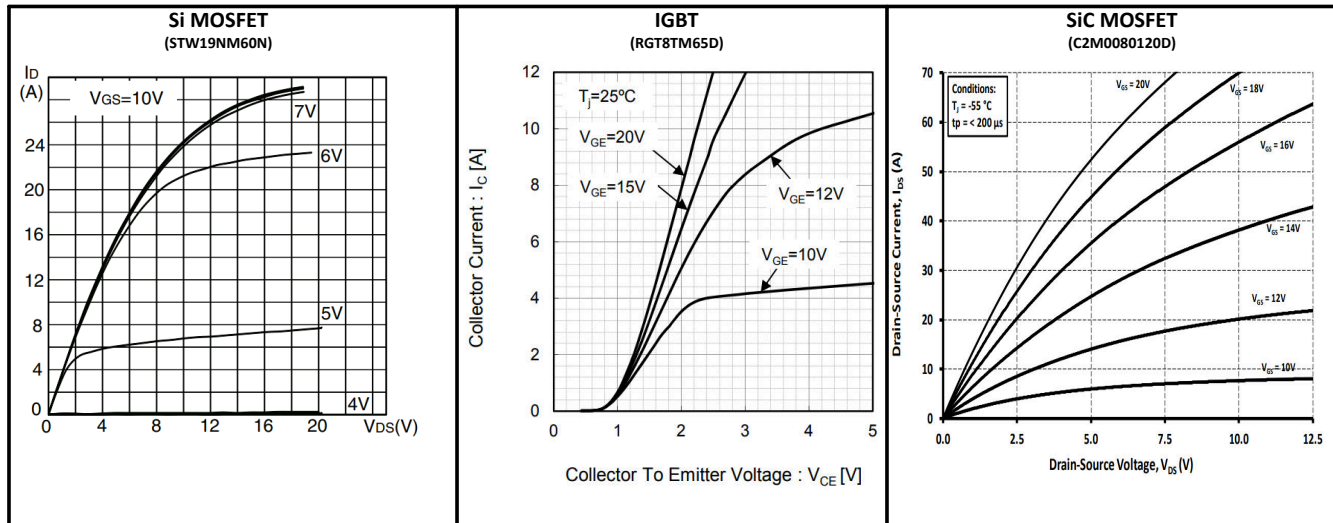 Si MOSFET
(STW19NM60N)
ID
(A)
VGS=10V
7V
6V
5V
4V
24
20
16
12
8
4
0
0 4 8 12 16 20
VDS(V)
IGBT
(RGT8TM65D)
Tj=25ºC
VGE=20V
VGE=15V
VGE=12V
VGE=10V
Collector Current : IC [A]
12
10
8
6
4
2
0
0 1 2 3 4 5
Collector To Emitter Voltage : VCE [V]
SiC MOSFET
(C2M0080120D)
Conditions:
TJ = -55 °C
tp = < 200 µs
VGS = 20V
VGS = 18V
VGS = 16V
VGS = 14V
VGS = 12V
VGS = 10V
Drain-Source Current, IDS (A)
70
60
50
40
30
20
10
0
0.0 2.5 5.0 7.5 10.0 12.5
Drain-Source Voltage, VDS (V)